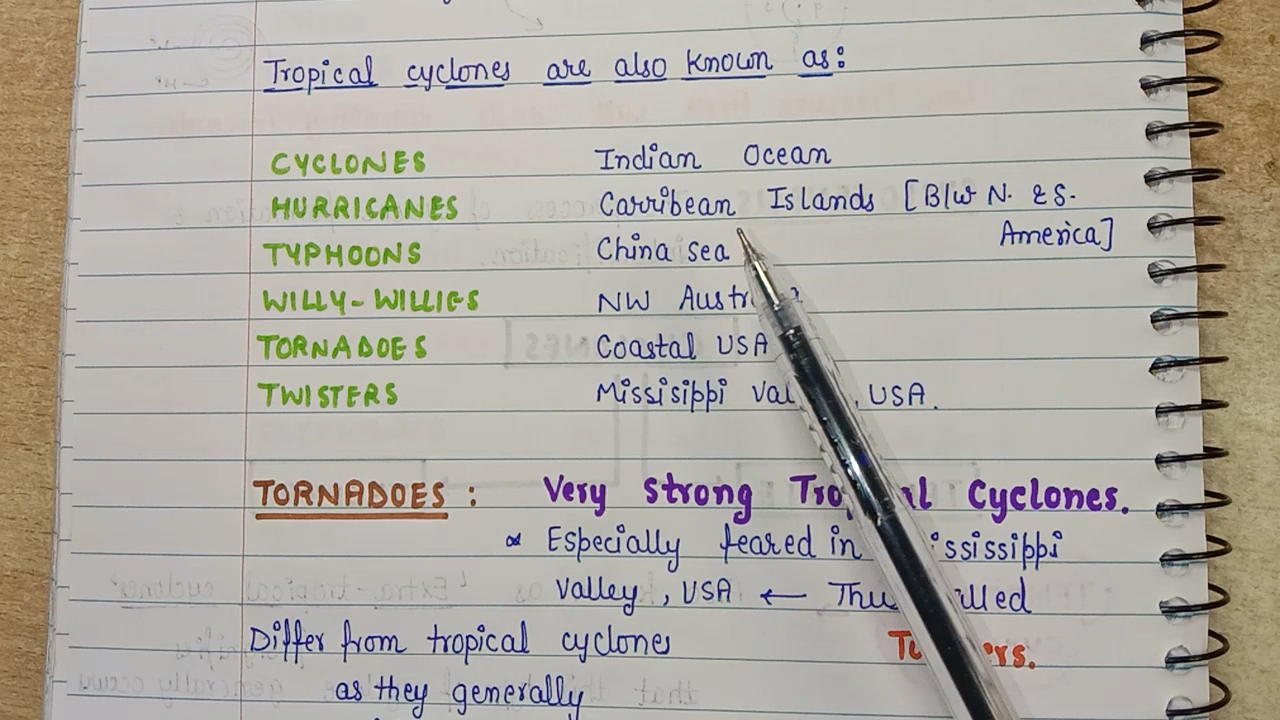 Tropical cyclones are also known as:
CYCLONES Indian Ocean
HURRICANES Carribean Islands [B/w N. & S.
America]
TYPHOONS China sea
WILLY-WILLIES NW
TORNADOES Coastal USA
TWISTERS Missisippi USA.
TORNADOES : Very strong Cyclones.
Especially feared in
Valley, USA ←
Differ from tropical cyclones
as they generally